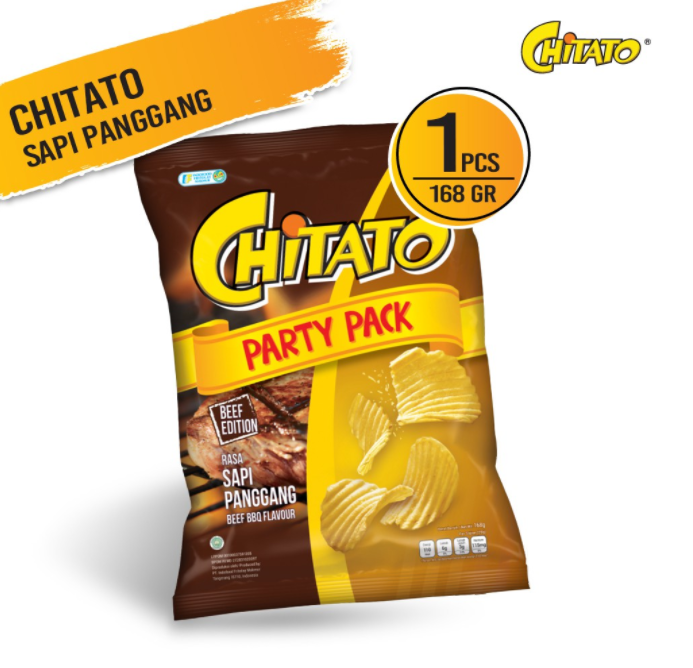 CHITATO
SAPI PANGGANG
CHITATO ®
1 PCS
168 GR
CHITATO
PARTY PACK
BEEF
EDITION
RASA
SAPI
PANGGANG
BEEF BBQ FLAVOUR